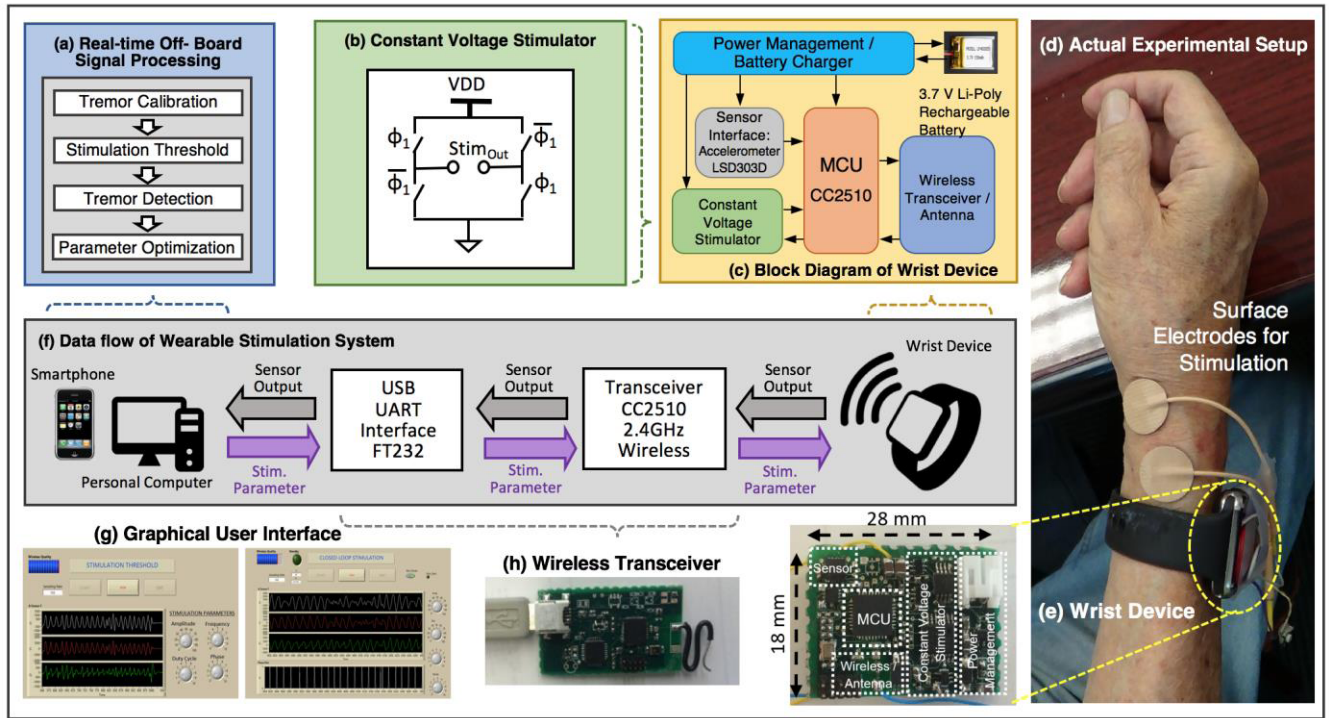 (a) Real-time Off- Board
Signal Processing
Tremor Calibration
Stimulation Threshold
Tremor Detection
Parameter Optimization
(b) Constant Voltage Stimulator
VDD
ϕ1
ϕ̅1̅
Stim Out
ϕ̅1̅
ϕ1
(c) Block Diagram of Wrist Device
Power Management /
Battery Charger
3.7 V Li-Poly
Rechargeable
Battery
Sensor
Interface:
Accelerometer
LSD303D
MCU
CC2510
Wireless
Transceiver /
Antenna
Constant
Voltage
Stimulator
(d) Actual Experimental Setup
Surface
Electrodes for
Stimulation
(e) Wrist Device
(f) Data flow of Wearable Stimulation System
Smartphone
Personal Computer
Sensor
Output
Stim.
Parameter
USB
UART
Interface
FT232
Sensor
Output
Stim.
Parameter
Transceiver
CC2510
2.4GHz
Wireless
Sensor
Output
Stim.
Parameter
Wrist Device
(g) Graphical User Interface
STIMULATION THRESHOLD
STIMULATION PARAMETERS
Amplitude
Frequency
Duty Cycle
Phase
CLOSED LOOP STIMULATION
(h) Wireless Transceiver
28 mm
18 mm
Sensor
MCU
Wireless /
Antenna
Constant Voltage
Stimulator
Power
Management